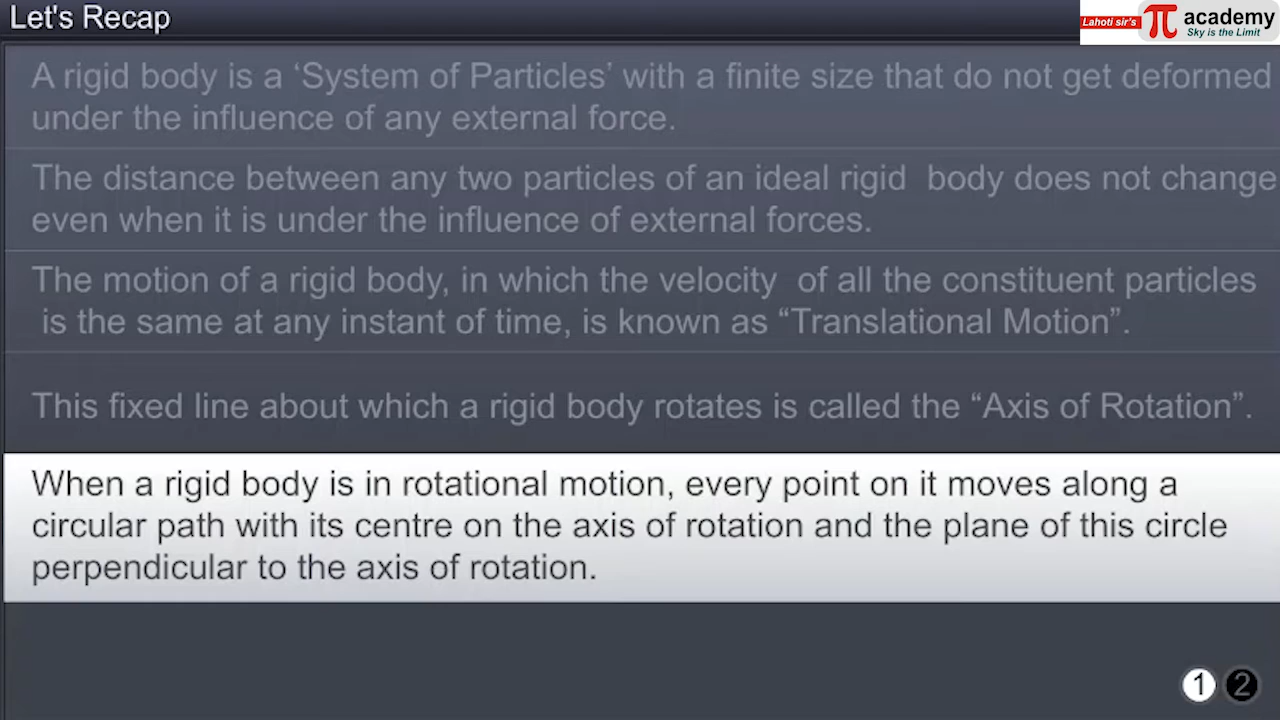 Let's Recap
Lahoti sir's π academy
Sky is the Limit
A rigid body is a ‘System of Particles’ with a finite size that do not get deformed
under the influence of any external force.
The distance between any two particles of an ideal rigid body does not change
even when it is under the influence of external forces.
The motion of a rigid body, in which the velocity of all the constituent particles
is the same at any instant of time, is known as “Translational Motion”.
This fixed line about which a rigid body rotates is called the “Axis of Rotation”.
When a rigid body is in rotational motion, every point on it moves along a
circular path with its centre on the axis of rotation and the plane of this circle
perpendicular to the axis of rotation.
1 2